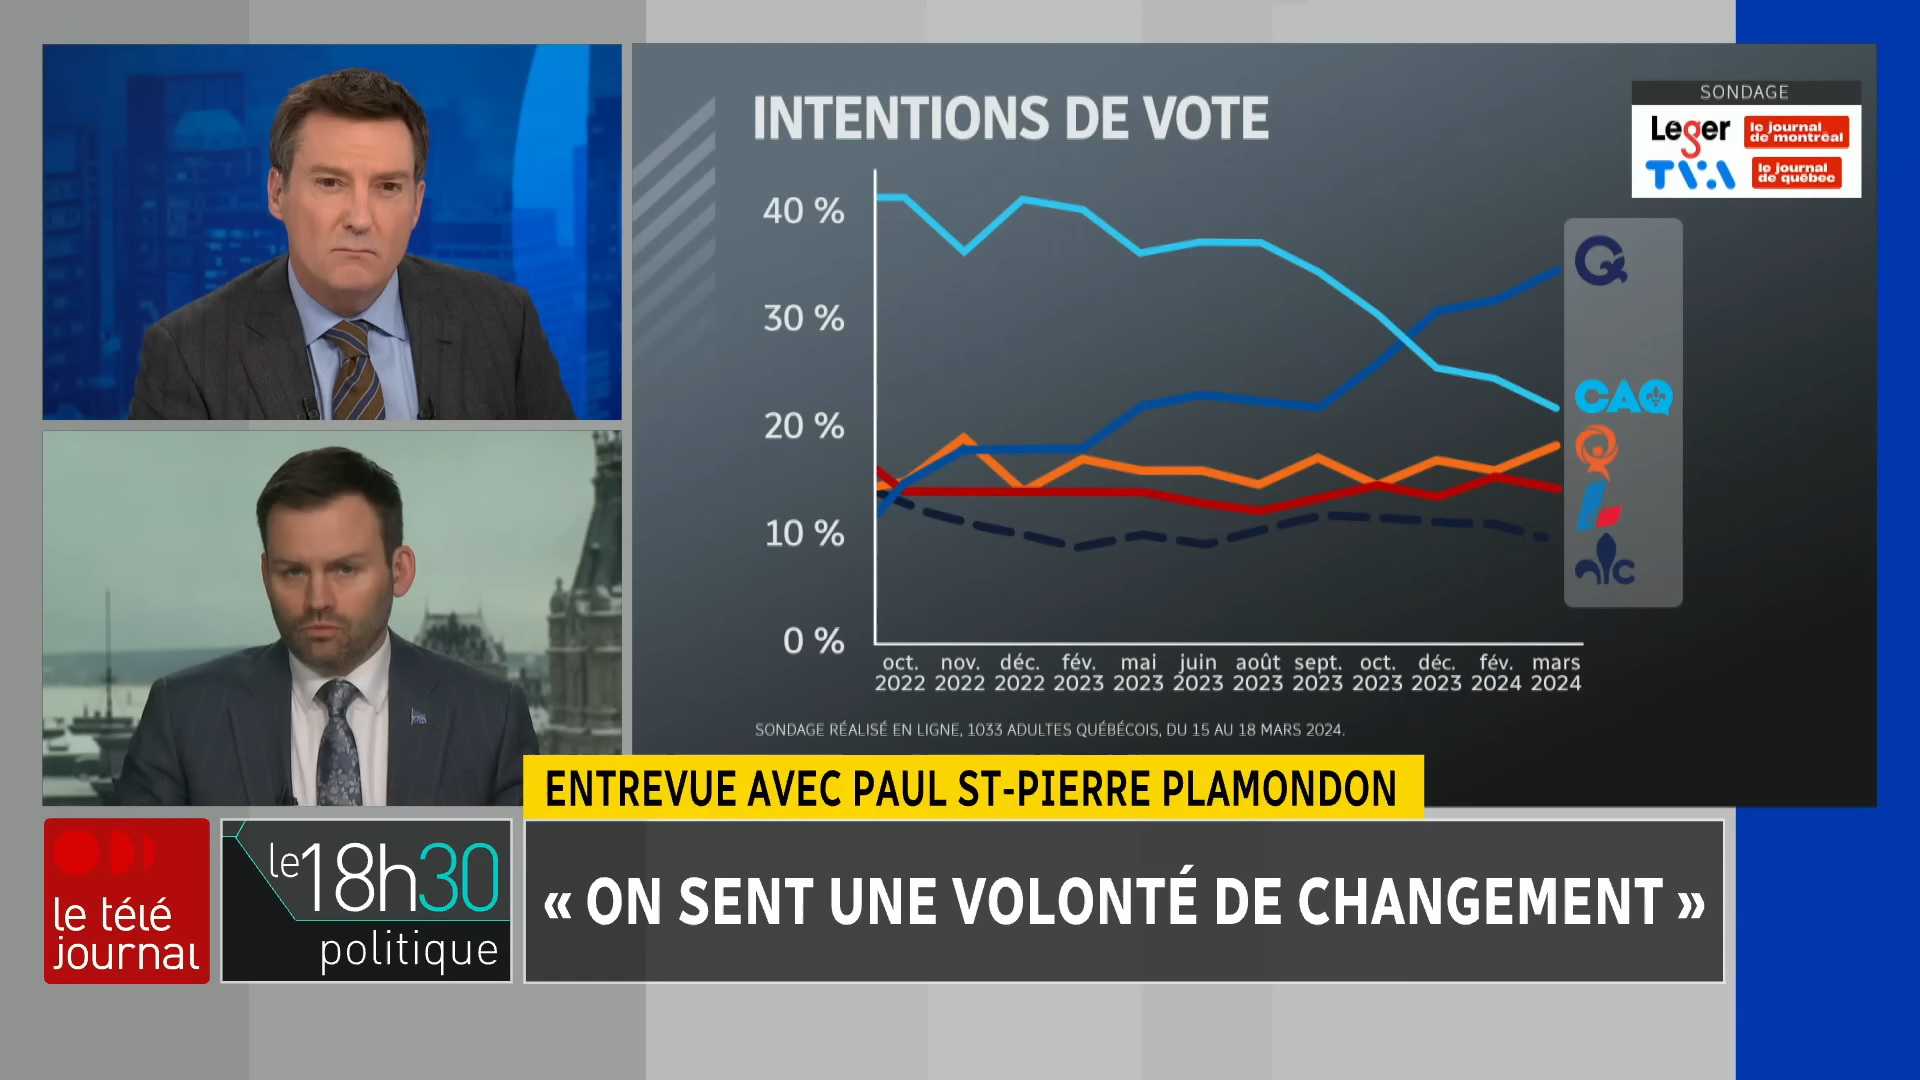 INTENTIONS DE VOTE
SONDAGE
Leger
le journal
de montréal
TVA
le journal
de québec
40 %
30 %
20 %
10 %
0 %
CAQ
L
C
oct. nov. déc. fév. mai juin août sept. oct. déc. fév. mars
2022 2022 2022 2023 2023 2023 2023 2023 2023 2023 2024 2024
SONDAGE RÉALISÉ EN LIGNE, 1033 ADULTES QUÉBÉCOIS, DU 15 AU 18 MARS 2024.
ENTREVUE AVEC PAUL ST-PIERRE PLAMONDON
« ON SENT UNE VOLONTÉ DE CHANGEMENT »
le télé
journal
le 18h30
politique